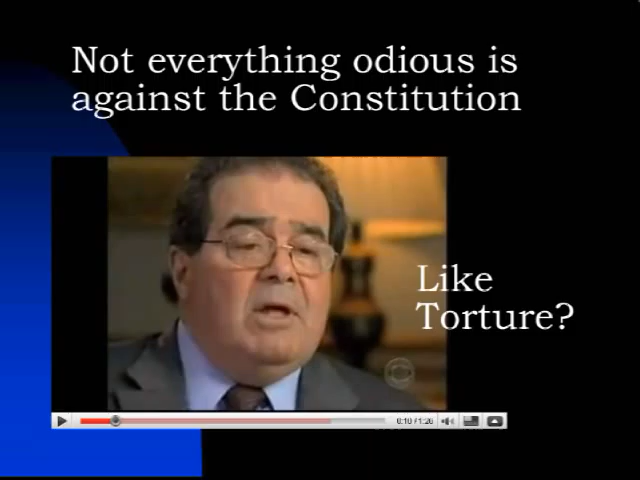 Not everything odious is
against the Constitution
Like
Torture?
0:10 / 1:26